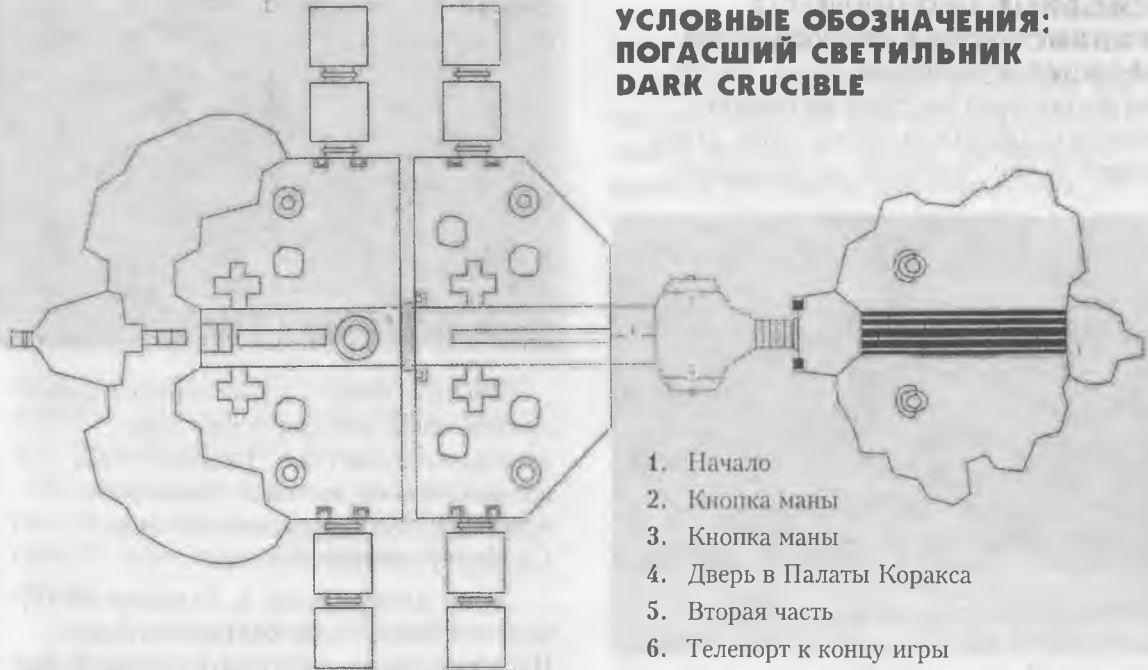 УСЛОВНЫЕ ОБОЗНАЧЕНИЯ:
ПОГАСШИЙ СВЕТИЛЬНИК
DARK CRUCIBLE
1. Начало
2. Кнопка маны
3. Кнопка маны
4. Дверь в Палаты Коракса
5. Вторая часть
6. Телепорт к концу игры